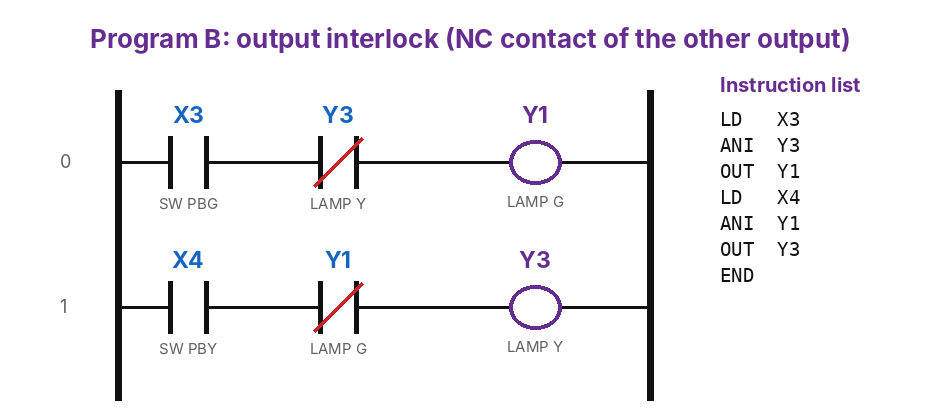 Program B: output interlock (NC contact of the other output)
Instruction list
X3 Y3 Y1
0
SW PBG LAMP Y LAMP G
X4 Y1 Y3
1
SW PBY LAMP G LAMP Y
LD X3
ANI Y3
OUT Y1
LD X4
ANI Y1
OUT Y3
END